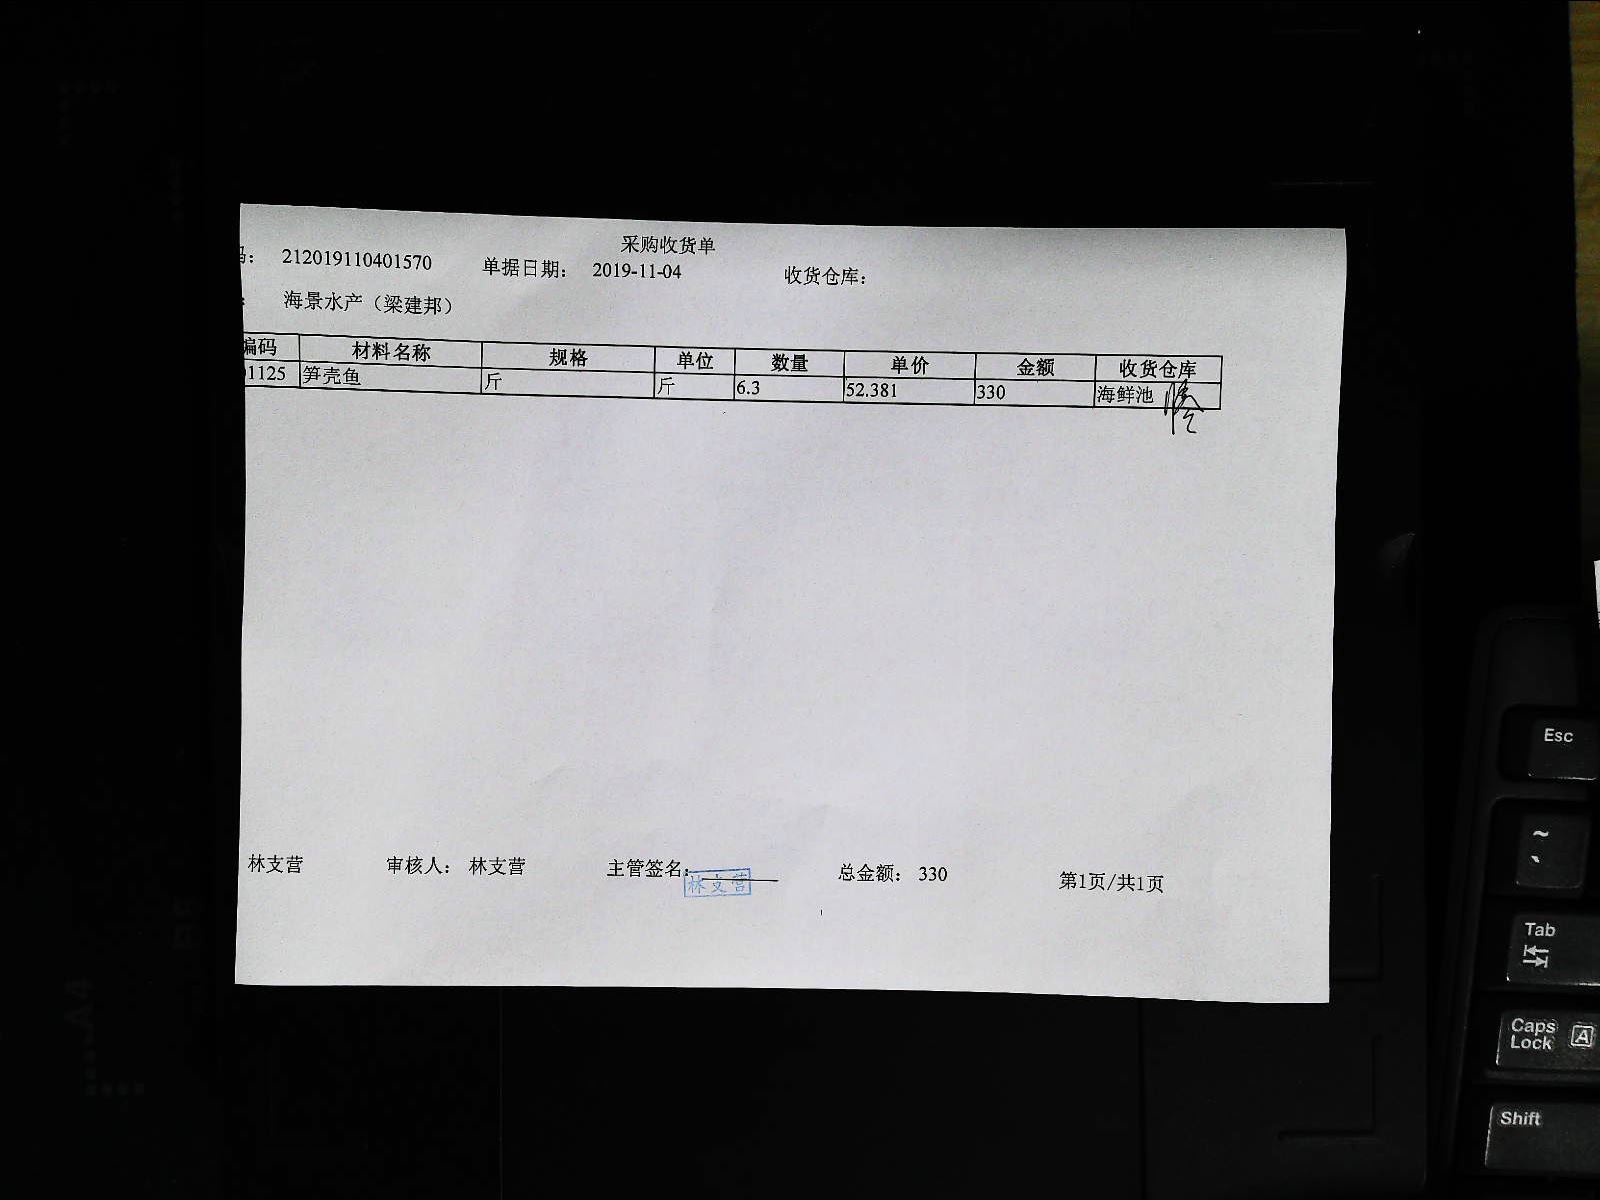 采购收货单
码： 212019110401570 单据日期： 2019-11-04 收货仓库：
： 海景水产（梁建邦）
编码 材料名称 规格 单位 数量 单价 金额 收货仓库
01125 笋壳鱼 斤 斤 6.3 52.381 330 海鲜池
林支营 审核人： 林支营 主管签名： 总金额： 330 第1页/共1页
林支营
Esc
~
`
Tab
Caps Lock A
Shift
A4